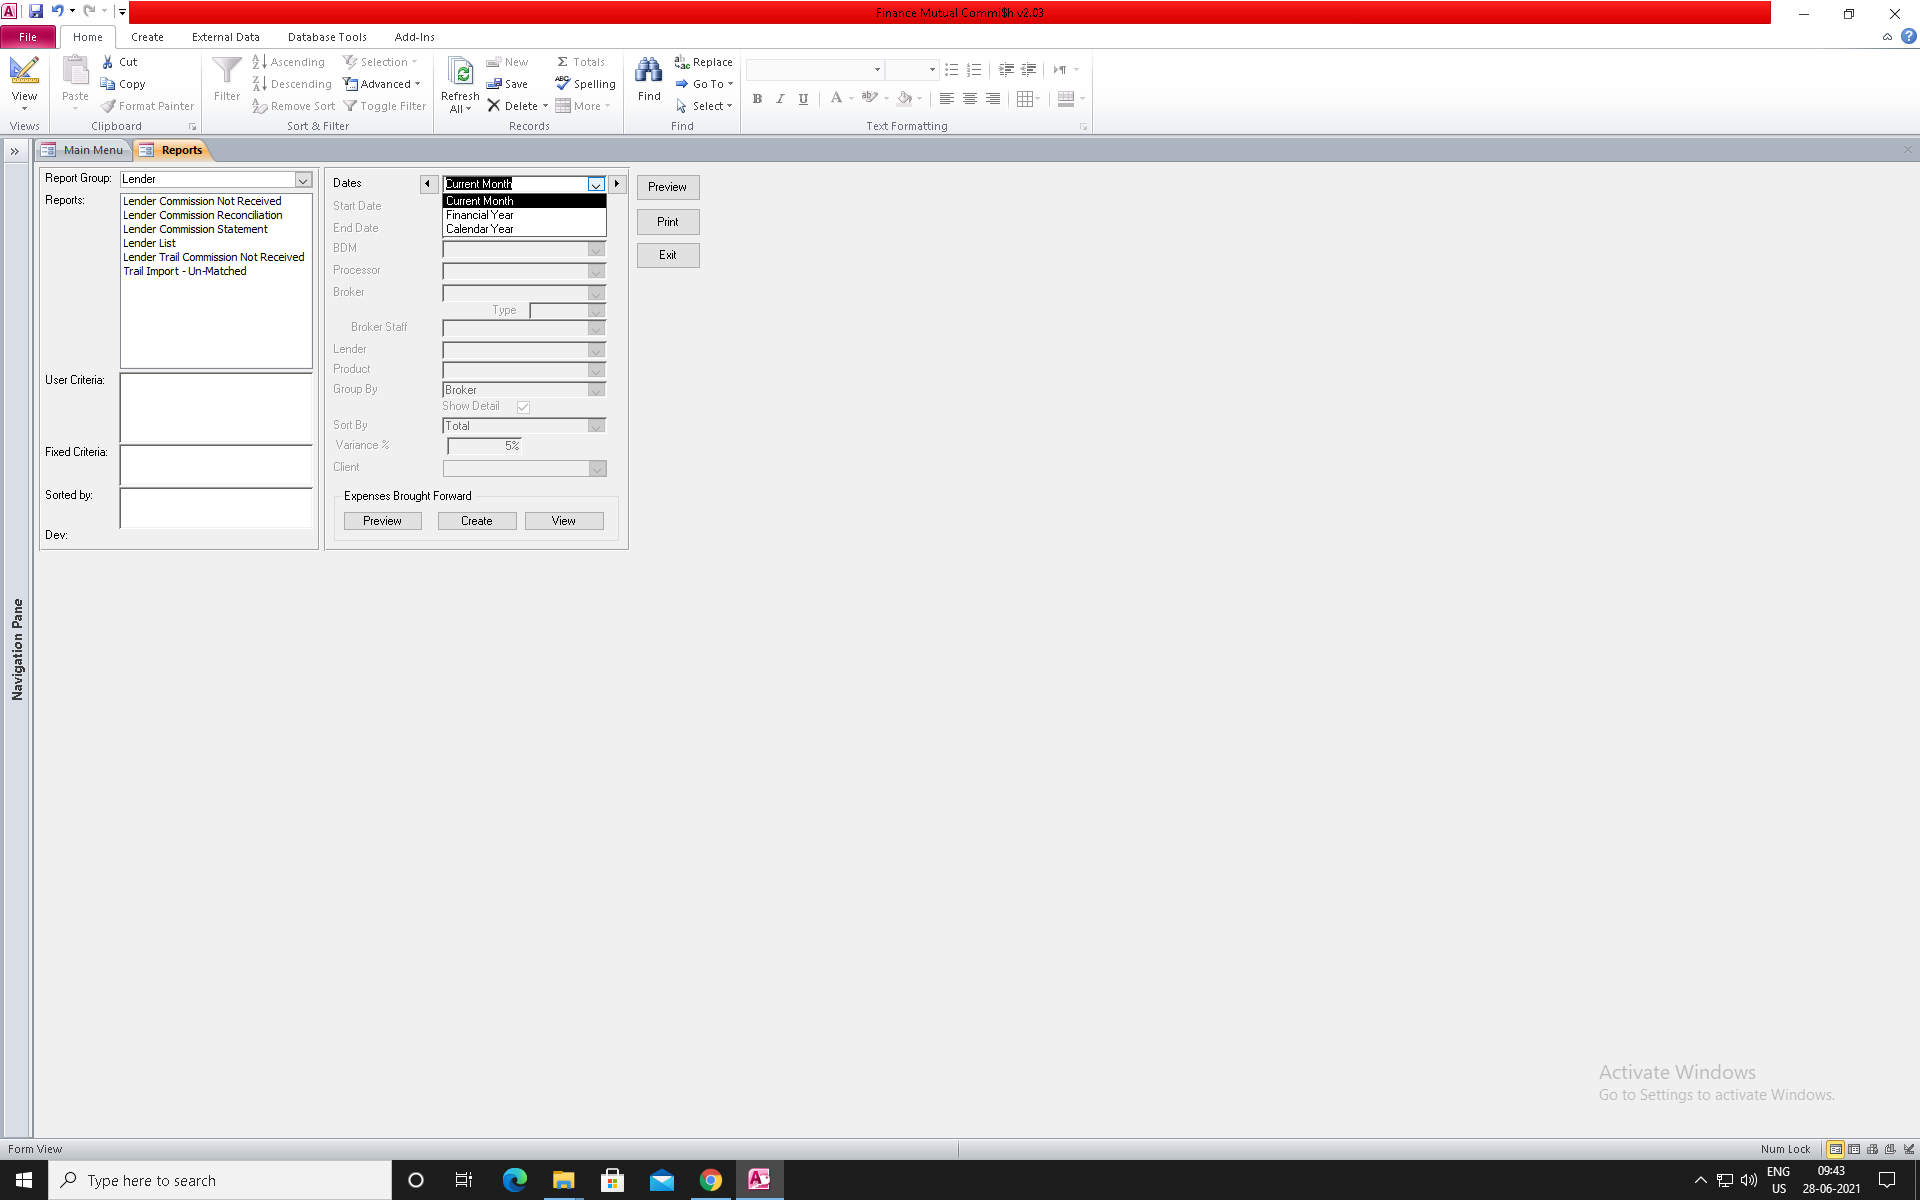 Finance Mutual Commi$h v2.03
File Home Create External Data Database Tools Add-Ins
View
Views
Paste
Cut
Copy
Format Painter
Clipboard
Filter
Ascending
Descending
Remove Sort
Selection
Advanced
Toggle Filter
Sort & Filter
Refresh
All
New
Save
Delete
Totals
Spelling
More
Records
Find
Replace
Go To
Select
Find
B I U A
Text Formatting
Main Menu Reports
Navigation Pane
Report Group: Lender
Reports:
Lender Commission Not Received
Lender Commission Reconciliation
Lender Commission Statement
Lender List
Lender Trail Commission Not Received
Trail Import - Un-Matched
User Criteria:
Fixed Criteria:
Sorted by:
Dev:
Dates Current Month
Current Month
Financial Year
Calendar Year
Start Date
End Date
BDM
Processor
Broker
Type
Broker Staff
Lender
Product
Group By Broker
Show Detail
Sort By Total
Variance % 5%
Client
Expenses Brought Forward
Preview Create View
Preview
Print
Exit
Activate Windows
Go to Settings to activate Windows.
Form View Num Lock
Type here to search
ENG
US
09:43
28-06-2021